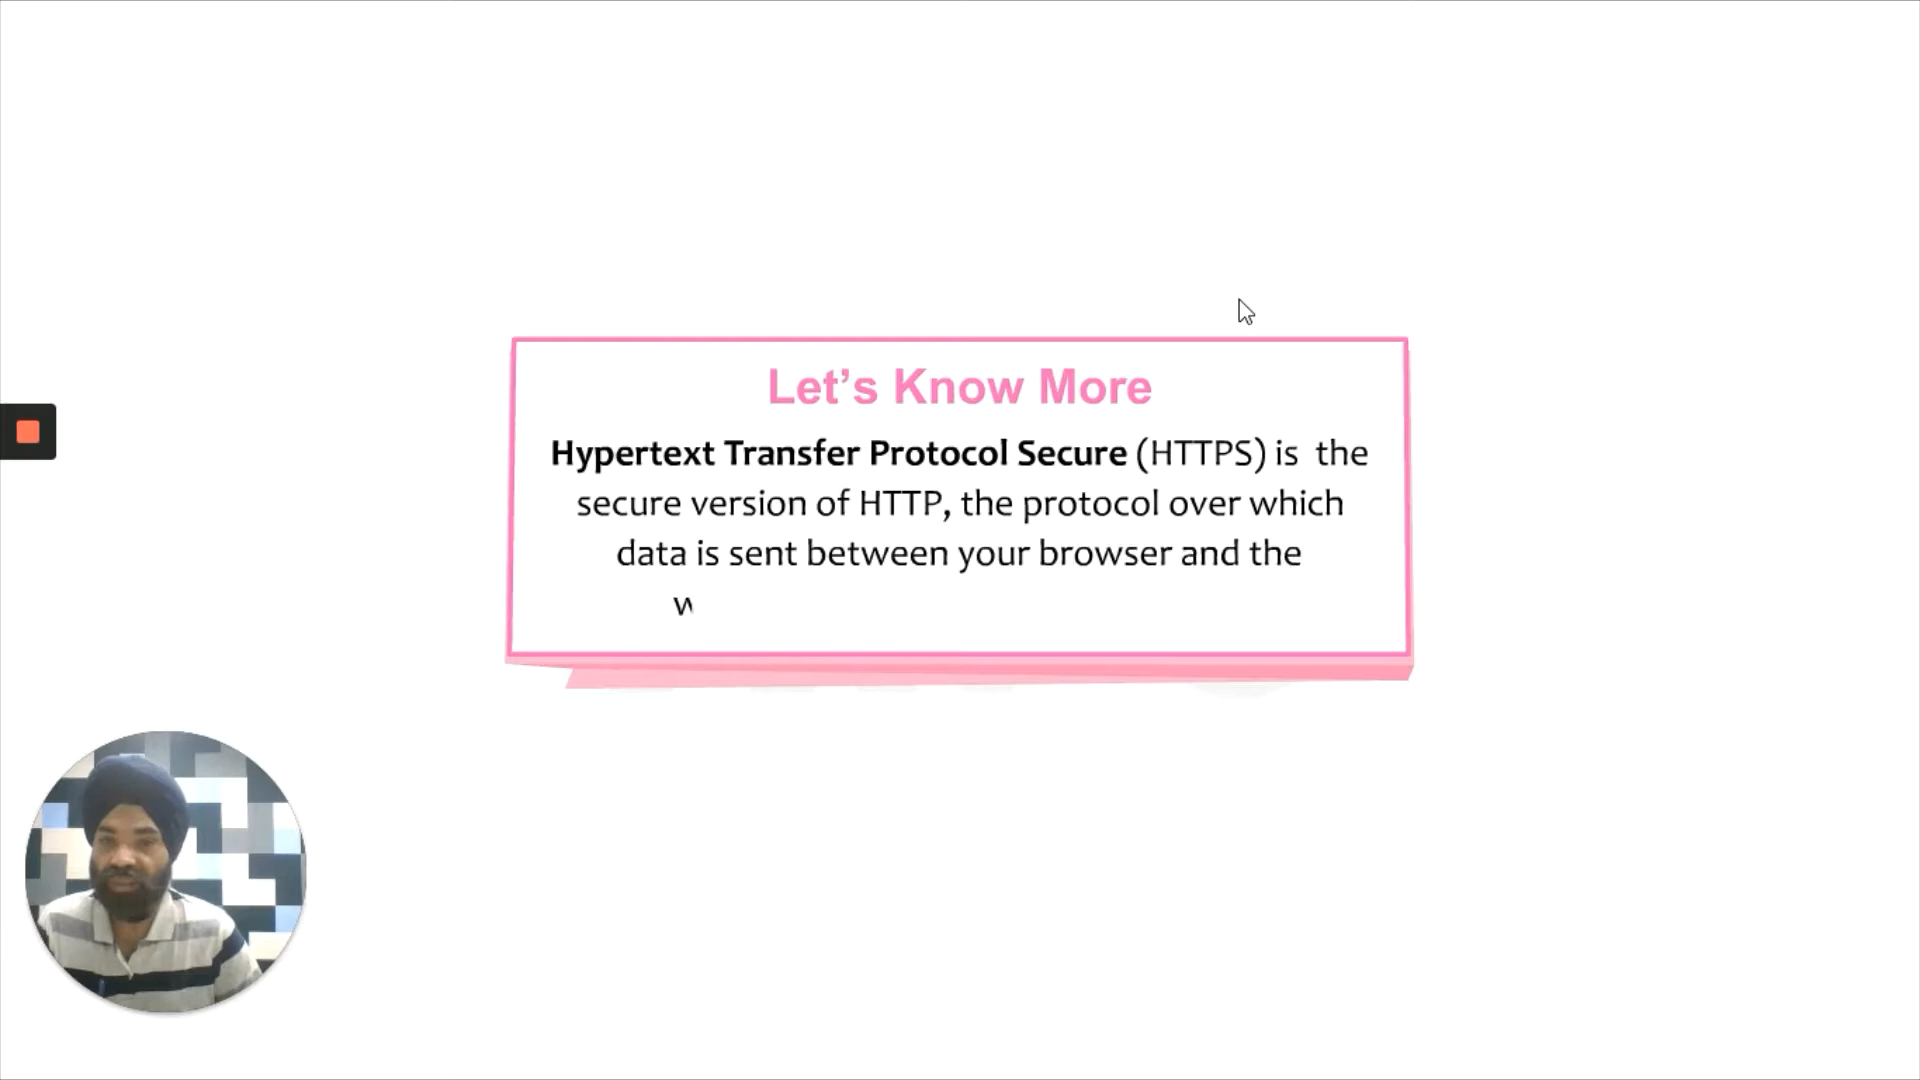 Let’s Know More
Hypertext Transfer Protocol Secure (HTTPS) is the
secure version of HTTP, the protocol over which
data is sent between your browser and the